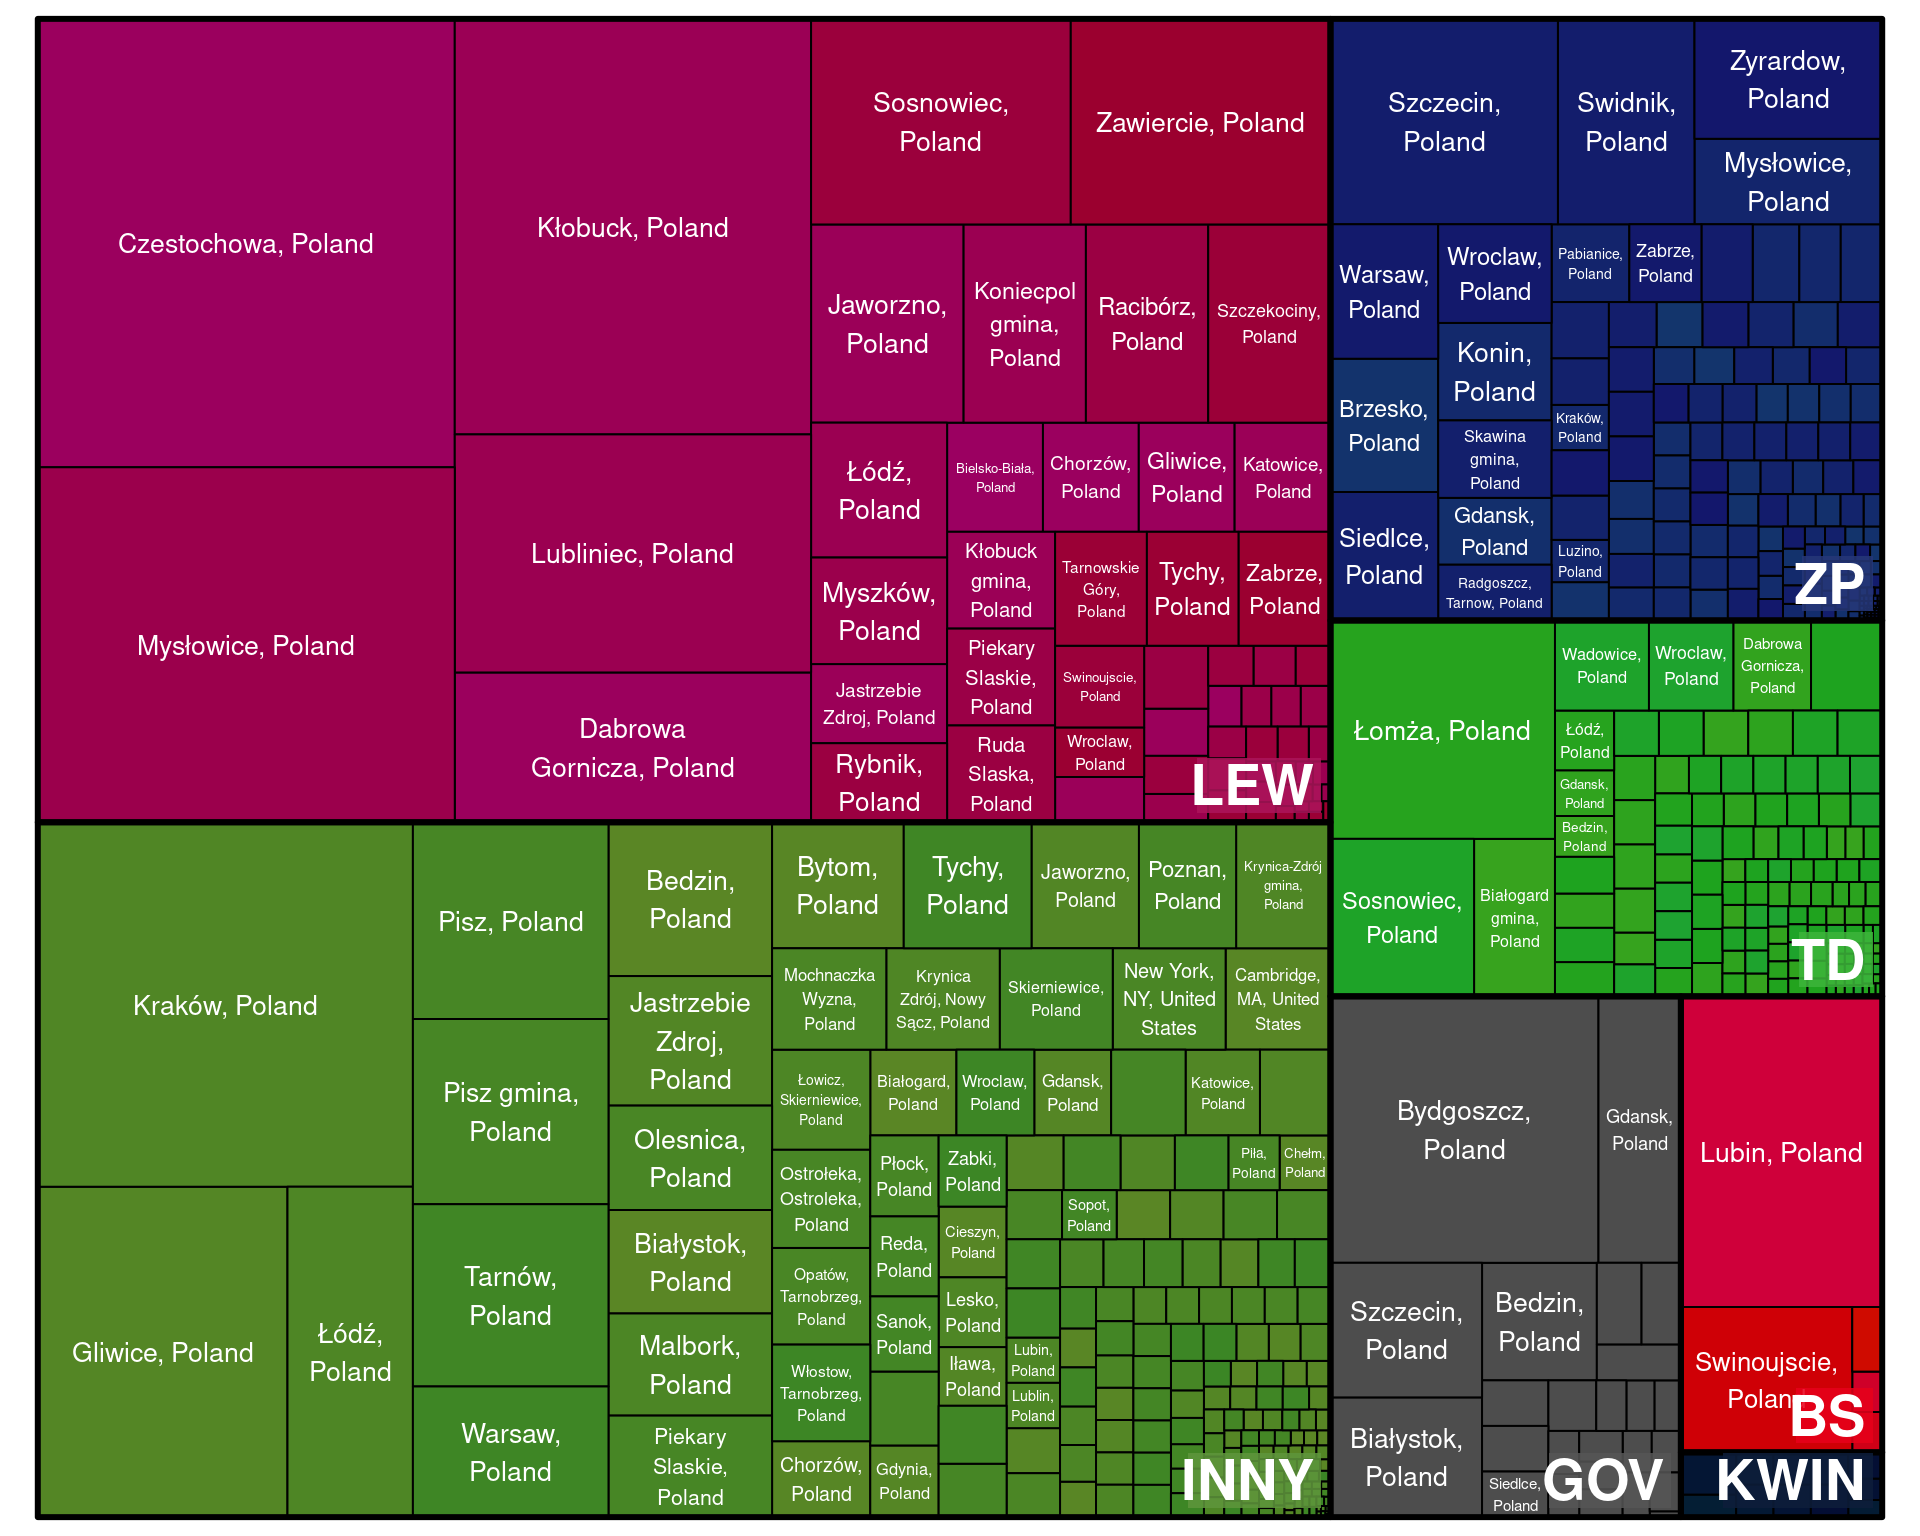 Czestochowa, Poland
Mysłowice, Poland
Kłobuck, Poland
Lubliniec, Poland
Dabrowa
Gornicza, Poland
Sosnowiec,
Poland
Zawiercie, Poland
Jaworzno,
Poland
Koniecpol
gmina,
Poland
Racibórz,
Poland
Szczekociny,
Poland
Łódź,
Poland
Myszków,
Poland
Jastrzebie
Zdroj, Poland
Rybnik,
Poland
Bielsko-Biała,
Poland
Chorzów,
Poland
Gliwice,
Poland
Katowice,
Poland
Kłobuck
gmina,
Poland
Piekary
Slaskie,
Poland
Ruda
Slaska,
Poland
Tarnowskie
Góry,
Poland
Tychy,
Poland
Zabrze,
Poland
Swinoujscie,
Poland
Wroclaw,
Poland
LEW
Szczecin,
Poland
Swidnik,
Poland
Zyrardow,
Poland
Mysłowice,
Poland
Warsaw,
Poland
Brzesko,
Poland
Siedlce,
Poland
Wroclaw,
Poland
Konin,
Poland
Skawina
gmina,
Poland
Gdansk,
Poland
Radgoszcz,
Tarnow, Poland
Pabianice,
Poland
Zabrze,
Poland
Kraków,
Poland
Luzino,
Poland
ZP
Łomża, Poland
Sosnowiec,
Poland
Białogard
gmina,
Poland
Wadowice,
Poland
Wroclaw,
Poland
Dabrowa
Gornicza,
Poland
Łódź,
Poland
Gdansk,
Poland
Bedzin,
Poland
TD
Kraków, Poland
Gliwice, Poland
Łódź,
Poland
Pisz, Poland
Pisz gmina,
Poland
Tarnów,
Poland
Warsaw,
Poland
Bedzin,
Poland
Jastrzebie
Zdroj,
Poland
Olesnica,
Poland
Białystok,
Poland
Malbork,
Poland
Piekary
Slaskie,
Poland
Bytom,
Poland
Tychy,
Poland
Jaworzno,
Poland
Poznan,
Poland
Krynica-Zdrój
gmina,
Poland
Mochnaczka
Wyzna,
Poland
Krynica
Zdrój, Nowy
Sącz, Poland
Skierniewice,
Poland
New York,
NY, United
States
Cambridge,
MA, United
States
Łowicz,
Skierniewice,
Poland
Ostrołeka,
Ostroleka,
Poland
Opatów,
Tarnobrzeg,
Poland
Włostow,
Tarnobrzeg,
Poland
Chorzów,
Poland
Białogard,
Poland
Wroclaw,
Poland
Gdansk,
Poland
Katowice,
Poland
Płock,
Poland
Reda,
Poland
Sanok,
Poland
Gdynia,
Poland
Zabki,
Poland
Cieszyn,
Poland
Lesko,
Poland
Iława,
Poland
Piła,
Poland
Chełm,
Poland
Sopot,
Poland
Lubin,
Poland
Lublin,
Poland
INNY
Bydgoszcz,
Poland
Gdansk,
Poland
Szczecin,
Poland
Białystok,
Poland
Bedzin,
Poland
Siedlce,
Poland
GOV
Lubin, Poland
Swinoujscie,
Poland
BS
KWIN